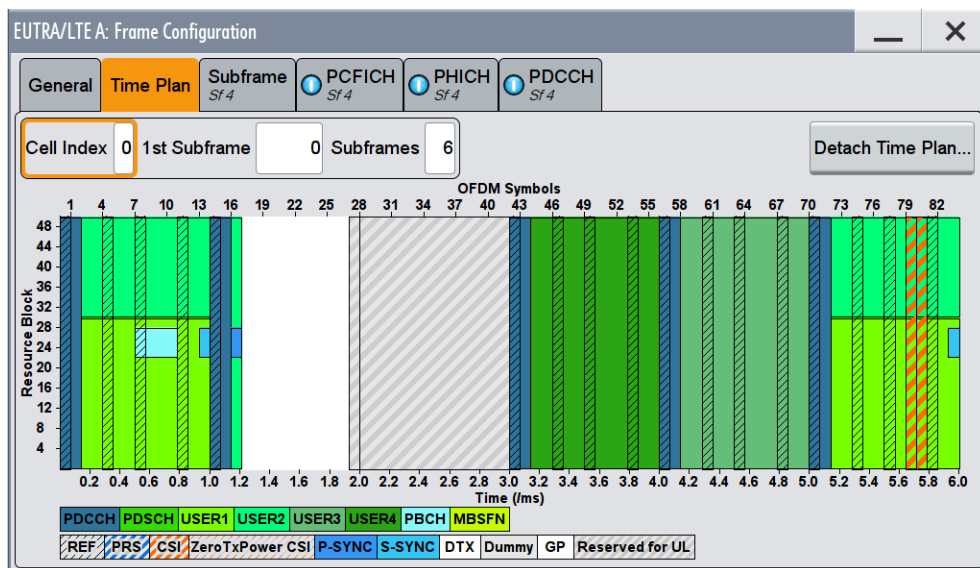 EUTRA/LTE A: Frame Configuration
General Time Plan Subframe Sf 4 PCFICH Sf 4 PHICH Sf 4 PDCCH Sf 4
Cell Index 0 1st Subframe 0 Subframes 6 Detach Time Plan...
OFDM Symbols
1 4 7 10 13 16 19 22 25 28 31 34 37 40 43 46 49 52 55 58 61 64 67 70 73 76 79 82
Resource Block
48
44
40
36
32
28
24
20
16
12
8
4
0.2 0.4 0.6 0.8 1.0 1.2 1.4 1.6 1.8 2.0 2.2 2.4 2.6 2.8 3.0 3.2 3.4 3.6 3.8 4.0 4.2 4.4 4.6 4.8 5.0 5.2 5.4 5.6 5.8 6.0
Time (/ms)
PDCCH PDSCH USER1 USER2 USER3 USER4 PBCH MBSFN
REF PRS CSI ZeroTxPower CSI P-SYNC S-SYNC DTX Dummy GP Reserved for UL